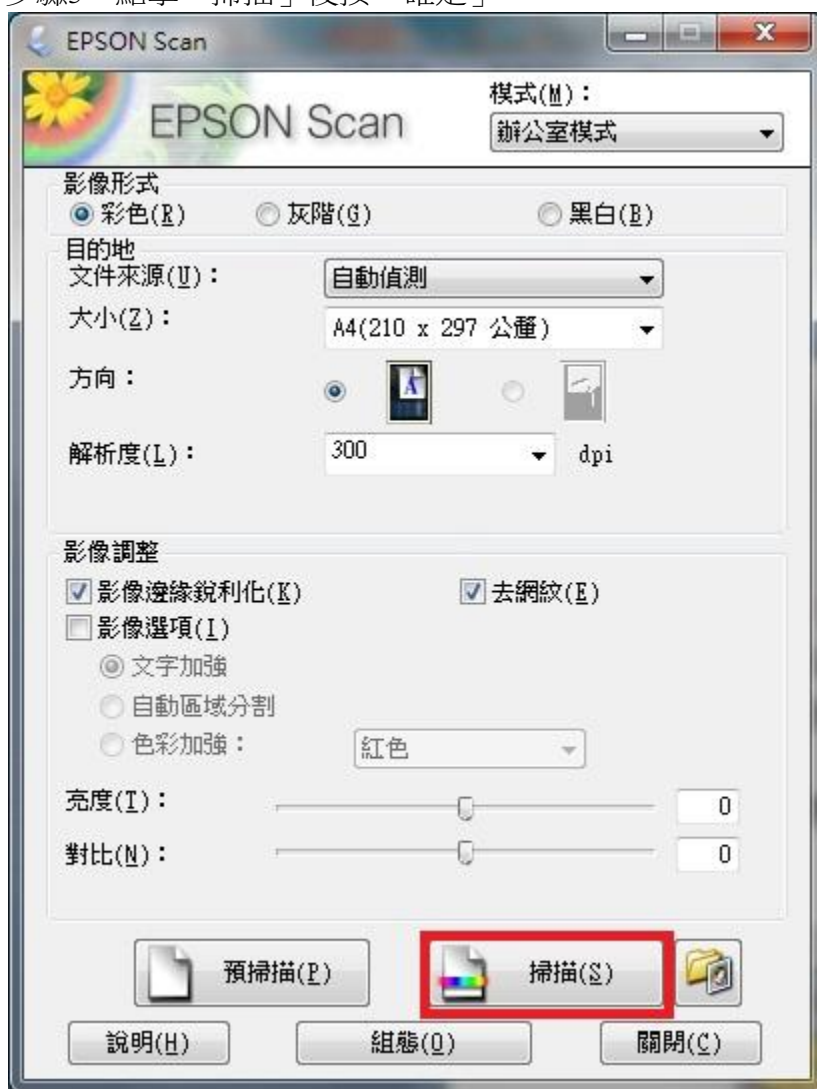 EPSON Scan
EPSON Scan
模式(M)：
辦公室模式
影像形式
彩色(R) 灰階(G) 黑白(B)
目的地
文件來源(U)： 自動偵測
大小(Z)： A4(210 x 297 公釐)
方向：
解析度(L)： 300 dpi
影像調整
影像邊緣銳利化(K) 去網紋(E)
影像選項(I)
文字加強
自動區域分割
色彩加強： 紅色
亮度(T)： 0
對比(N)： 0
預掃描(P) 掃描(S)
說明(H) 組態(O) 關閉(C)